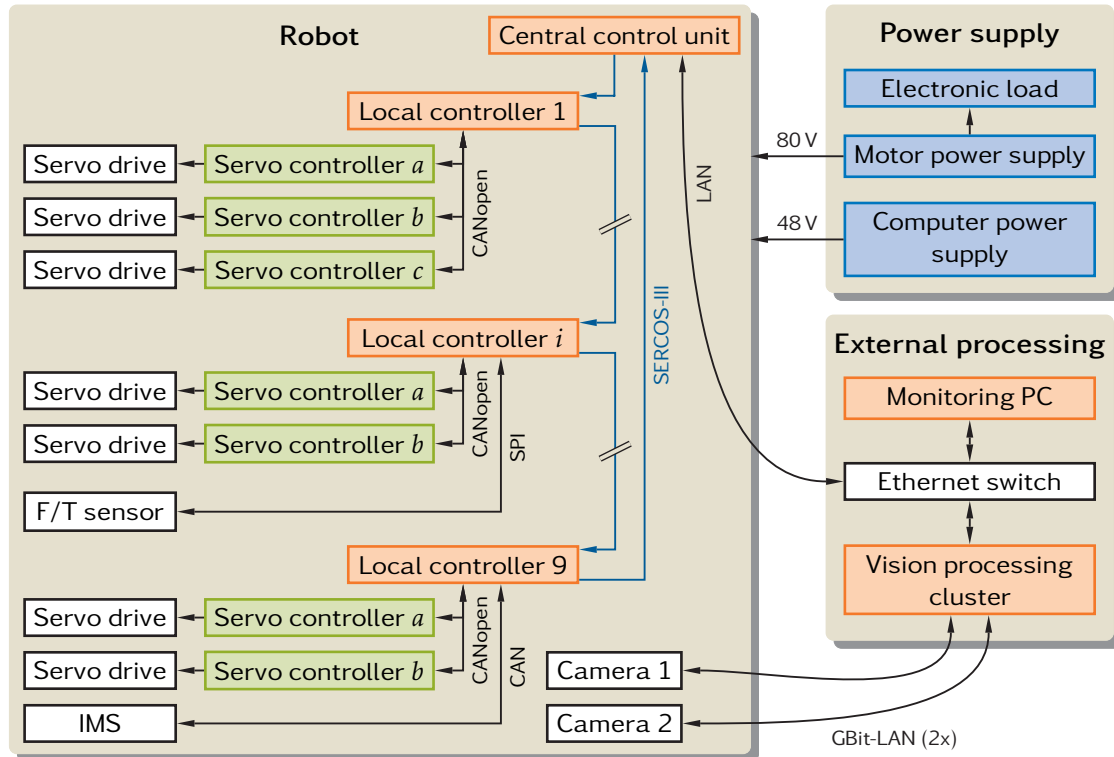 Robot
Central control unit
Local controller 1
Servo drive
Servo controller a
Servo drive
Servo controller b
Servo drive
Servo controller c
CANopen
Local controller i
Servo drive
Servo controller a
Servo drive
Servo controller b
CANopen
SPI
F/T sensor
Local controller 9
Servo drive
Servo controller a
Servo drive
Servo controller b
CANopen
CAN
IMS
Camera 1
Camera 2
SERCOS-III
LAN
80 V
48 V
Power supply
Electronic load
Motor power supply
Computer power
supply
External processing
Monitoring PC
Ethernet switch
Vision processing
cluster
GBit-LAN (2x)